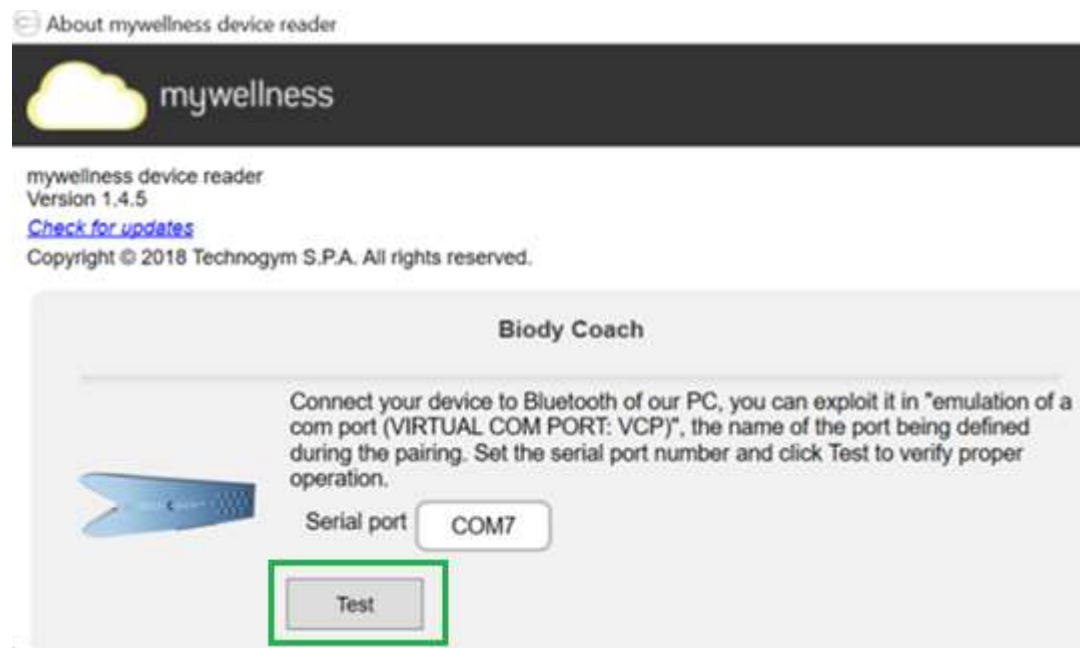 About mywellness device reader
mywellness
mywellness device reader
Version 1.4.5
Check for updates
Copyright © 2018 Technogym S.P.A. All rights reserved.
Biody Coach
Connect your device to Bluetooth of our PC, you can exploit it in "emulation of a
com port (VIRTUAL COM PORT: VCP)", the name of the port being defined
during the pairing. Set the serial port number and click Test to verify proper
operation.
Serial port COM7
Test